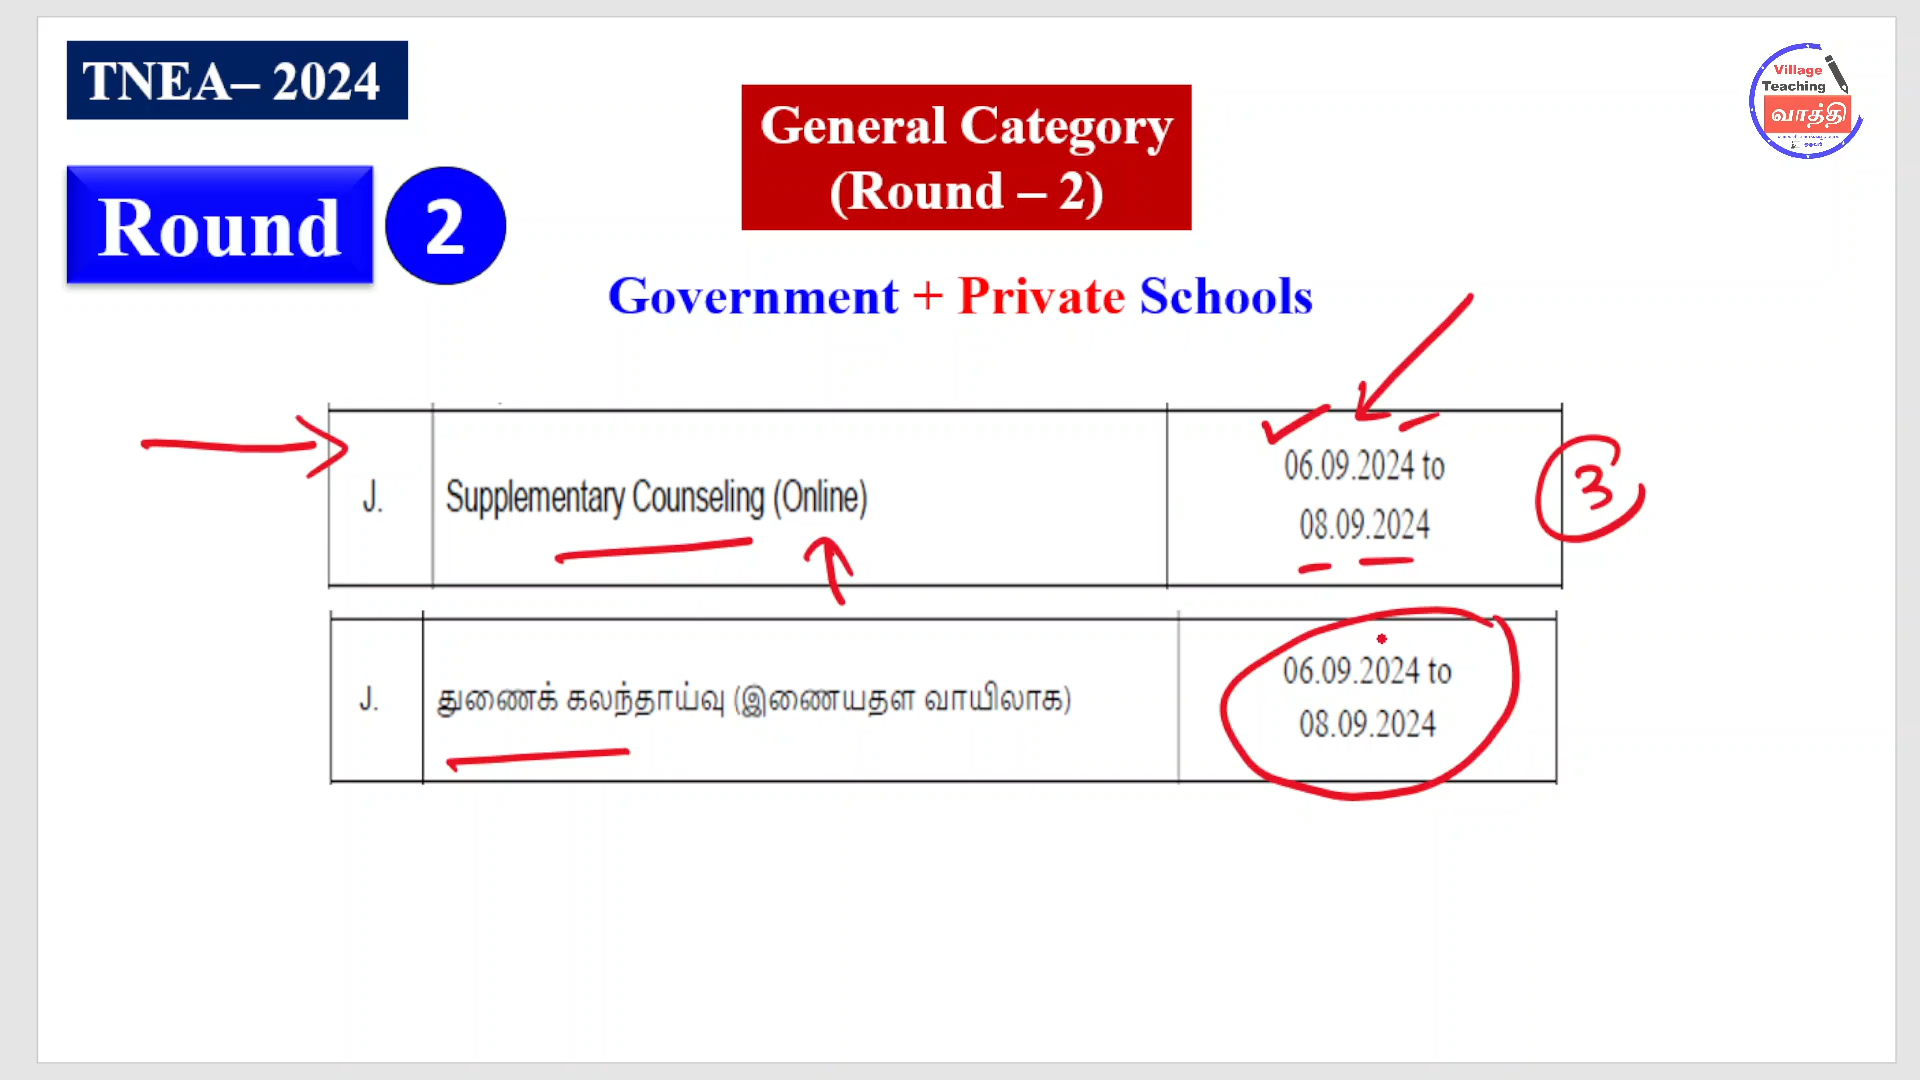 TNEA– 2024
General Category
(Round – 2)
Village
Teaching
வாத்தி
Round 2
Government + Private Schools
J. Supplementary Counseling (Online) 06.09.2024 to
08.09.2024
3
J. துணைக் கலந்தாய்வு (இணையதள வாயிலாக) 06.09.2024 to
08.09.2024